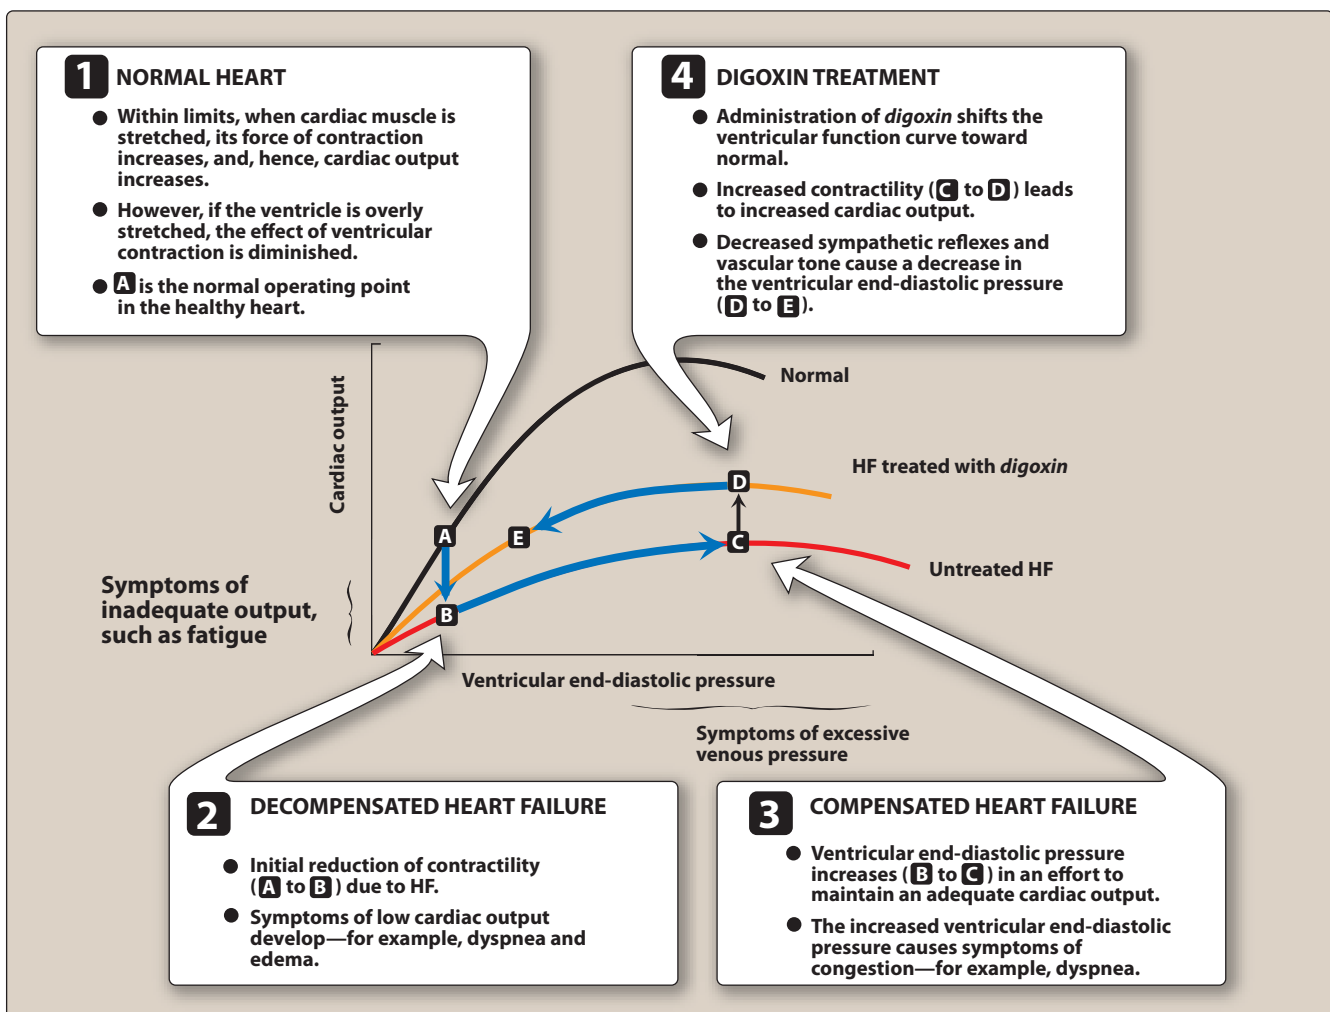 1 NORMAL HEART
● Within limits, when cardiac muscle is
stretched, its force of contraction
increases, and, hence, cardiac output
increases.
● However, if the ventricle is overly
stretched, the effect of ventricular
contraction is diminished.
● A is the normal operating point
in the healthy heart.
4 DIGOXIN TREATMENT
● Administration of digoxin shifts the
ventricular function curve toward
normal.
● Increased contractility ( C to D ) leads
to increased cardiac output.
● Decreased sympathetic reflexes and
vascular tone cause a decrease in
the ventricular end-diastolic pressure
( D to E ).
Cardiac output
Normal
HF treated with digoxin
Untreated HF
A
B
C
D
E
Symptoms of
inadequate output,
such as fatigue
Ventricular end-diastolic pressure
Symptoms of excessive
venous pressure
2 DECOMPENSATED HEART FAILURE
● Initial reduction of contractility
( A to B ) due to HF.
● Symptoms of low cardiac output
develop—for example, dyspnea and
edema.
3 COMPENSATED HEART FAILURE
● Ventricular end-diastolic pressure
increases ( B to C ) in an effort to
maintain an adequate cardiac output.
● The increased ventricular end-diastolic
pressure causes symptoms of
congestion—for example, dyspnea.